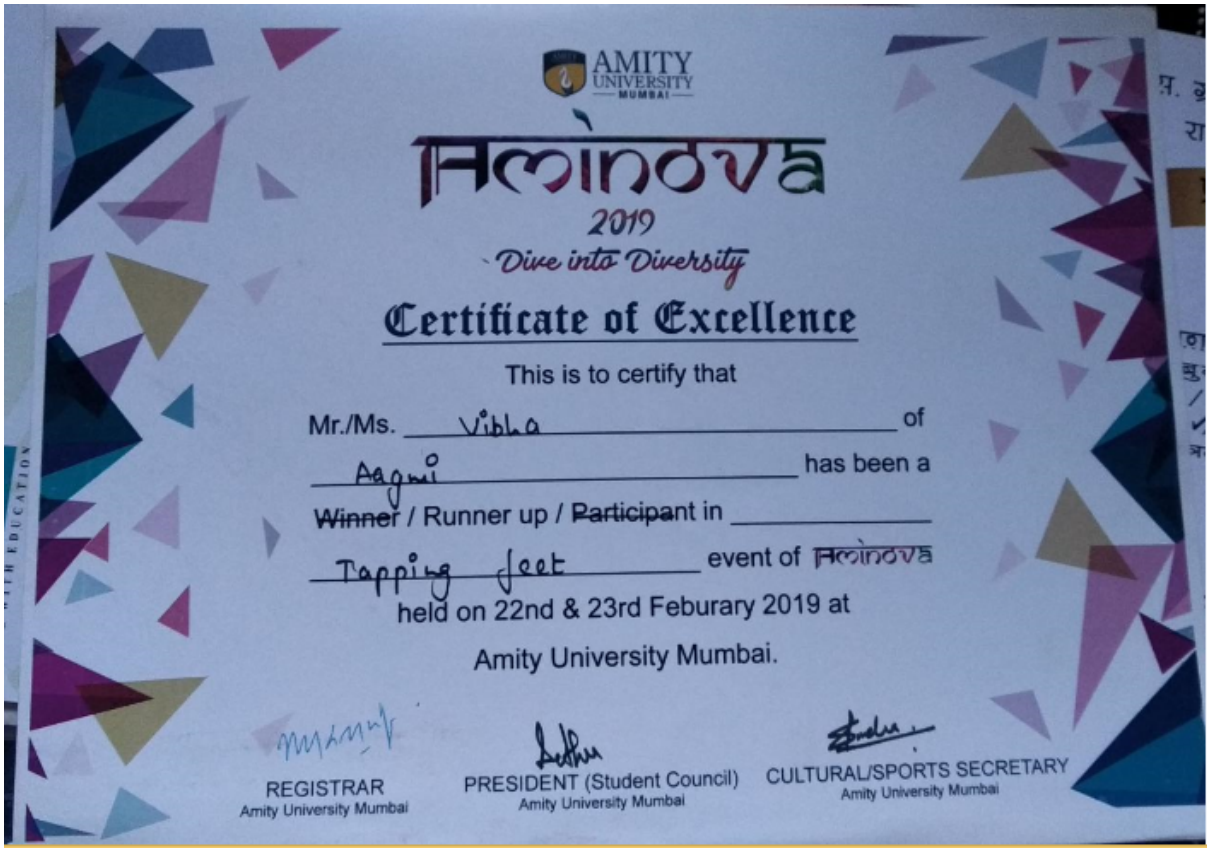 AMITY
UNIVERSITY
MUMBAI
Aminova
2019
Dive into Diversity
Certificate of Excellence
This is to certify that
Mr./Ms. Vibha of
Aagmi has been a
Winner / Runner up / Participant in
Tapping feet event of Aminova
held on 22nd & 23rd Feburary 2019 at
Amity University Mumbai.
REGISTRAR
Amity University Mumbai
PRESIDENT (Student Council)
Amity University Mumbai
CULTURAL/SPORTS SECRETARY
Amity University Mumbai
EDUCATION